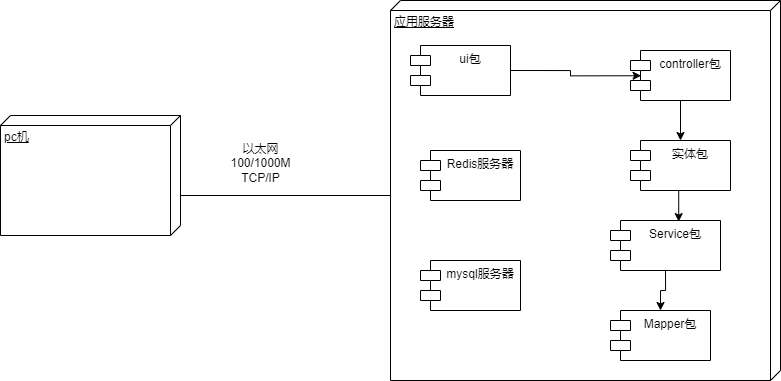 应用服务器
ui包
controller包
pc机
以太网
100/1000M
TCP/IP
Redis服务器
实体包
Service包
mysql服务器
Mapper包